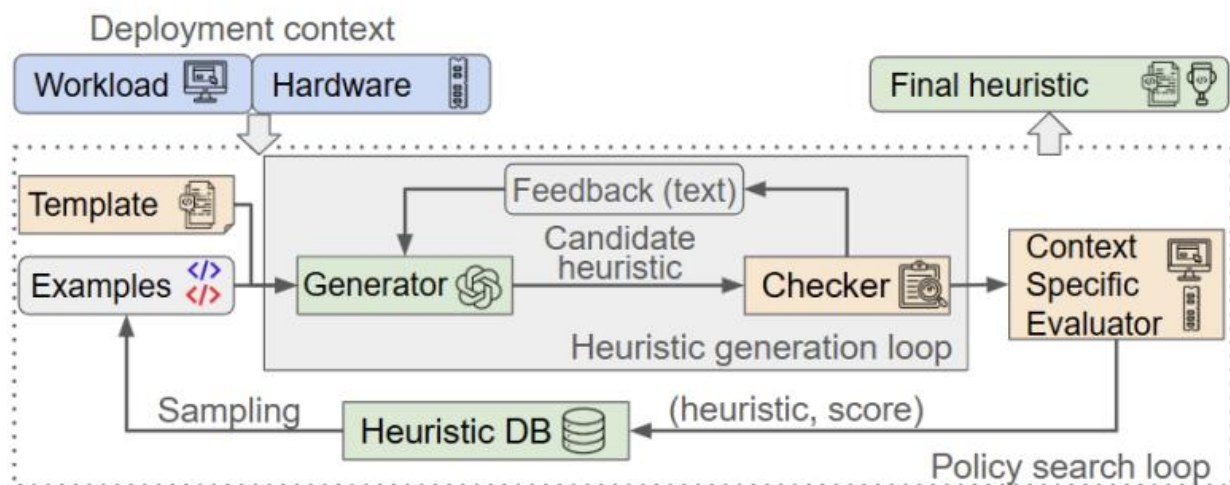 Deployment context
Workload
Hardware
Final heuristic
Template
Feedback (text)
Candidate
heuristic
Examples
</>
</>
Generator
Checker
Context
Specific
Evaluator
Heuristic generation loop
Sampling
Heuristic DB
(heuristic, score)
Policy search loop